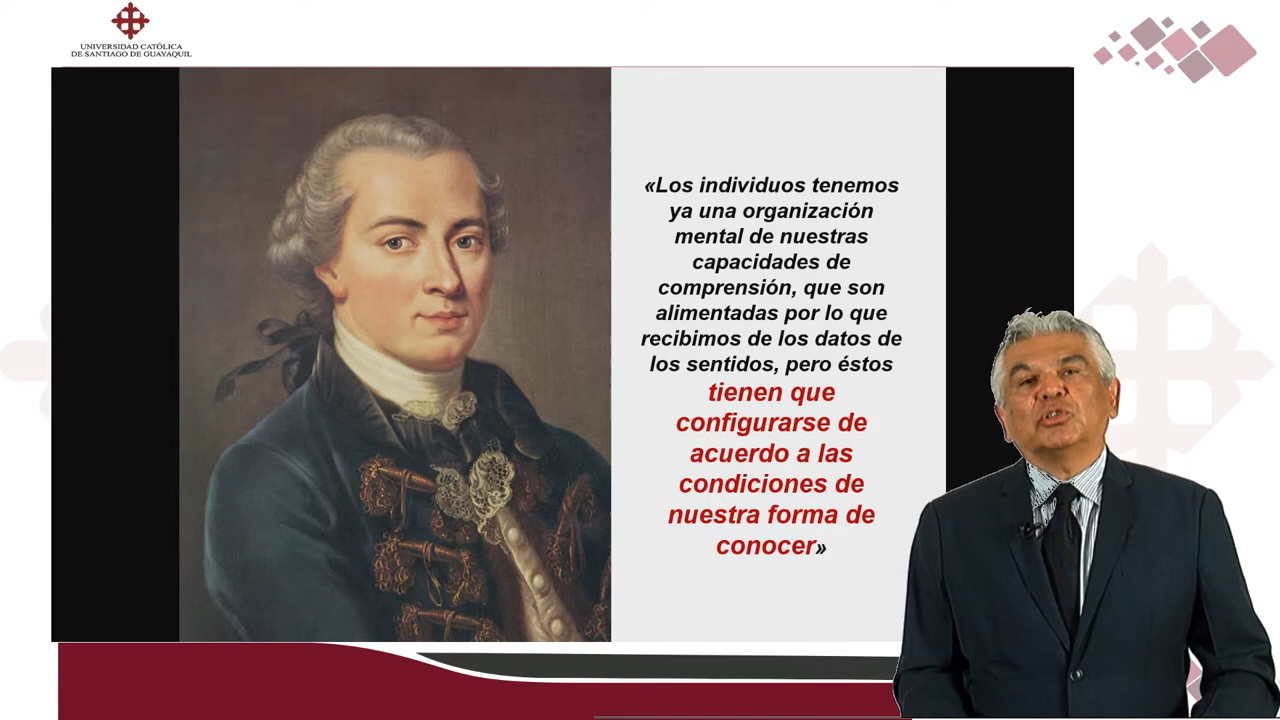 UNIVERSIDAD CATÓLICA
DE SANTIAGO DE GUAYAQUIL
«Los individuos tenemos
ya una organización
mental de nuestras
capacidades de
comprensión, que son
alimentadas por lo que
recibimos de los datos de
los sentidos, pero éstos
tienen que
configurarse de
acuerdo a las
condiciones de
nuestra forma de
conocer»